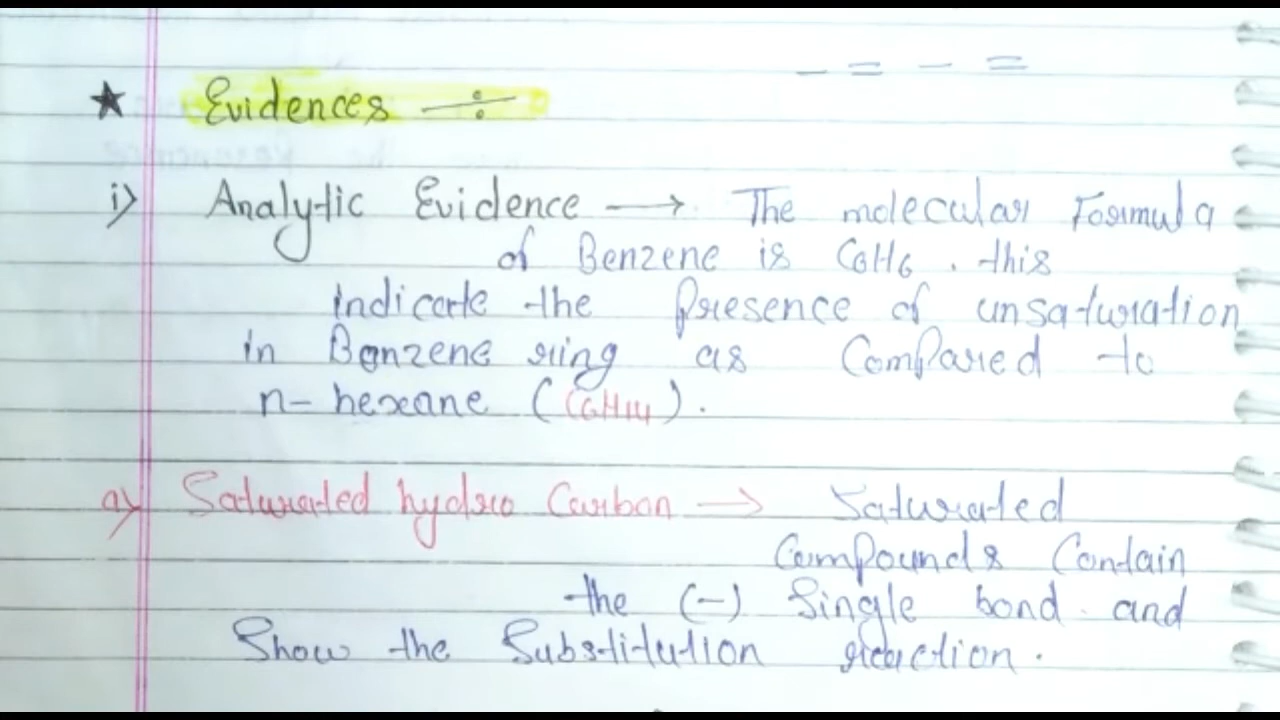 - = - =
★ Evidences ÷
i) Analytic Evidence → The molecular Formula
of Benzene is C6H6. this
indicate the Presence of unsaturation
in Benzene ring as Compared to
n-hexane (C6H14).
a) Saturated hydro Carbon → Saturated
Compounds Contain
the (-) Single bond and
Show the Substitution reaction.